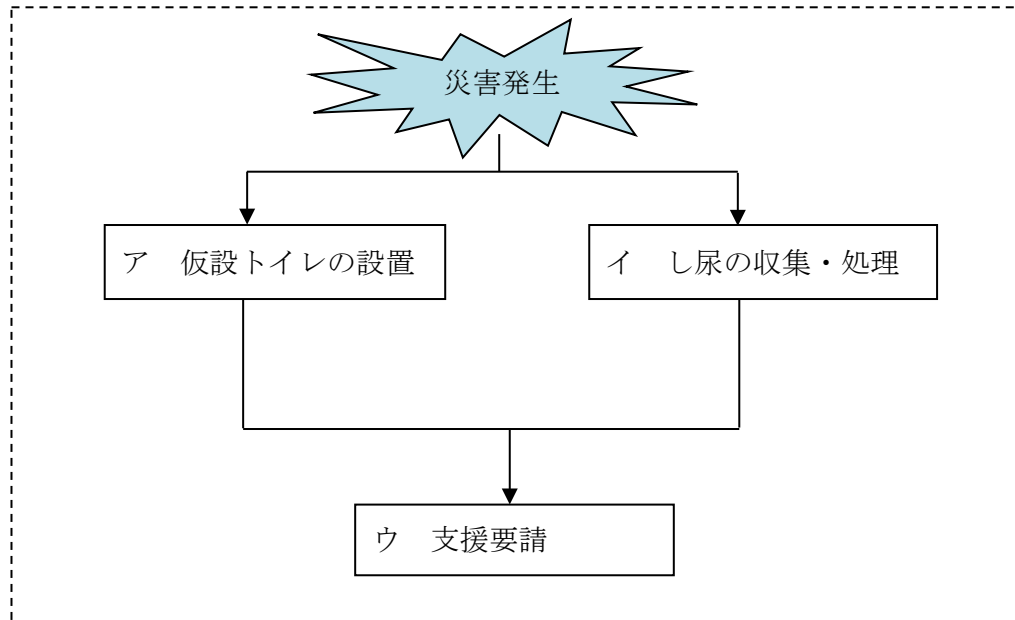 災害発生
ア　仮設トイレの設置
イ　し尿の収集・処理
ウ　支援要請